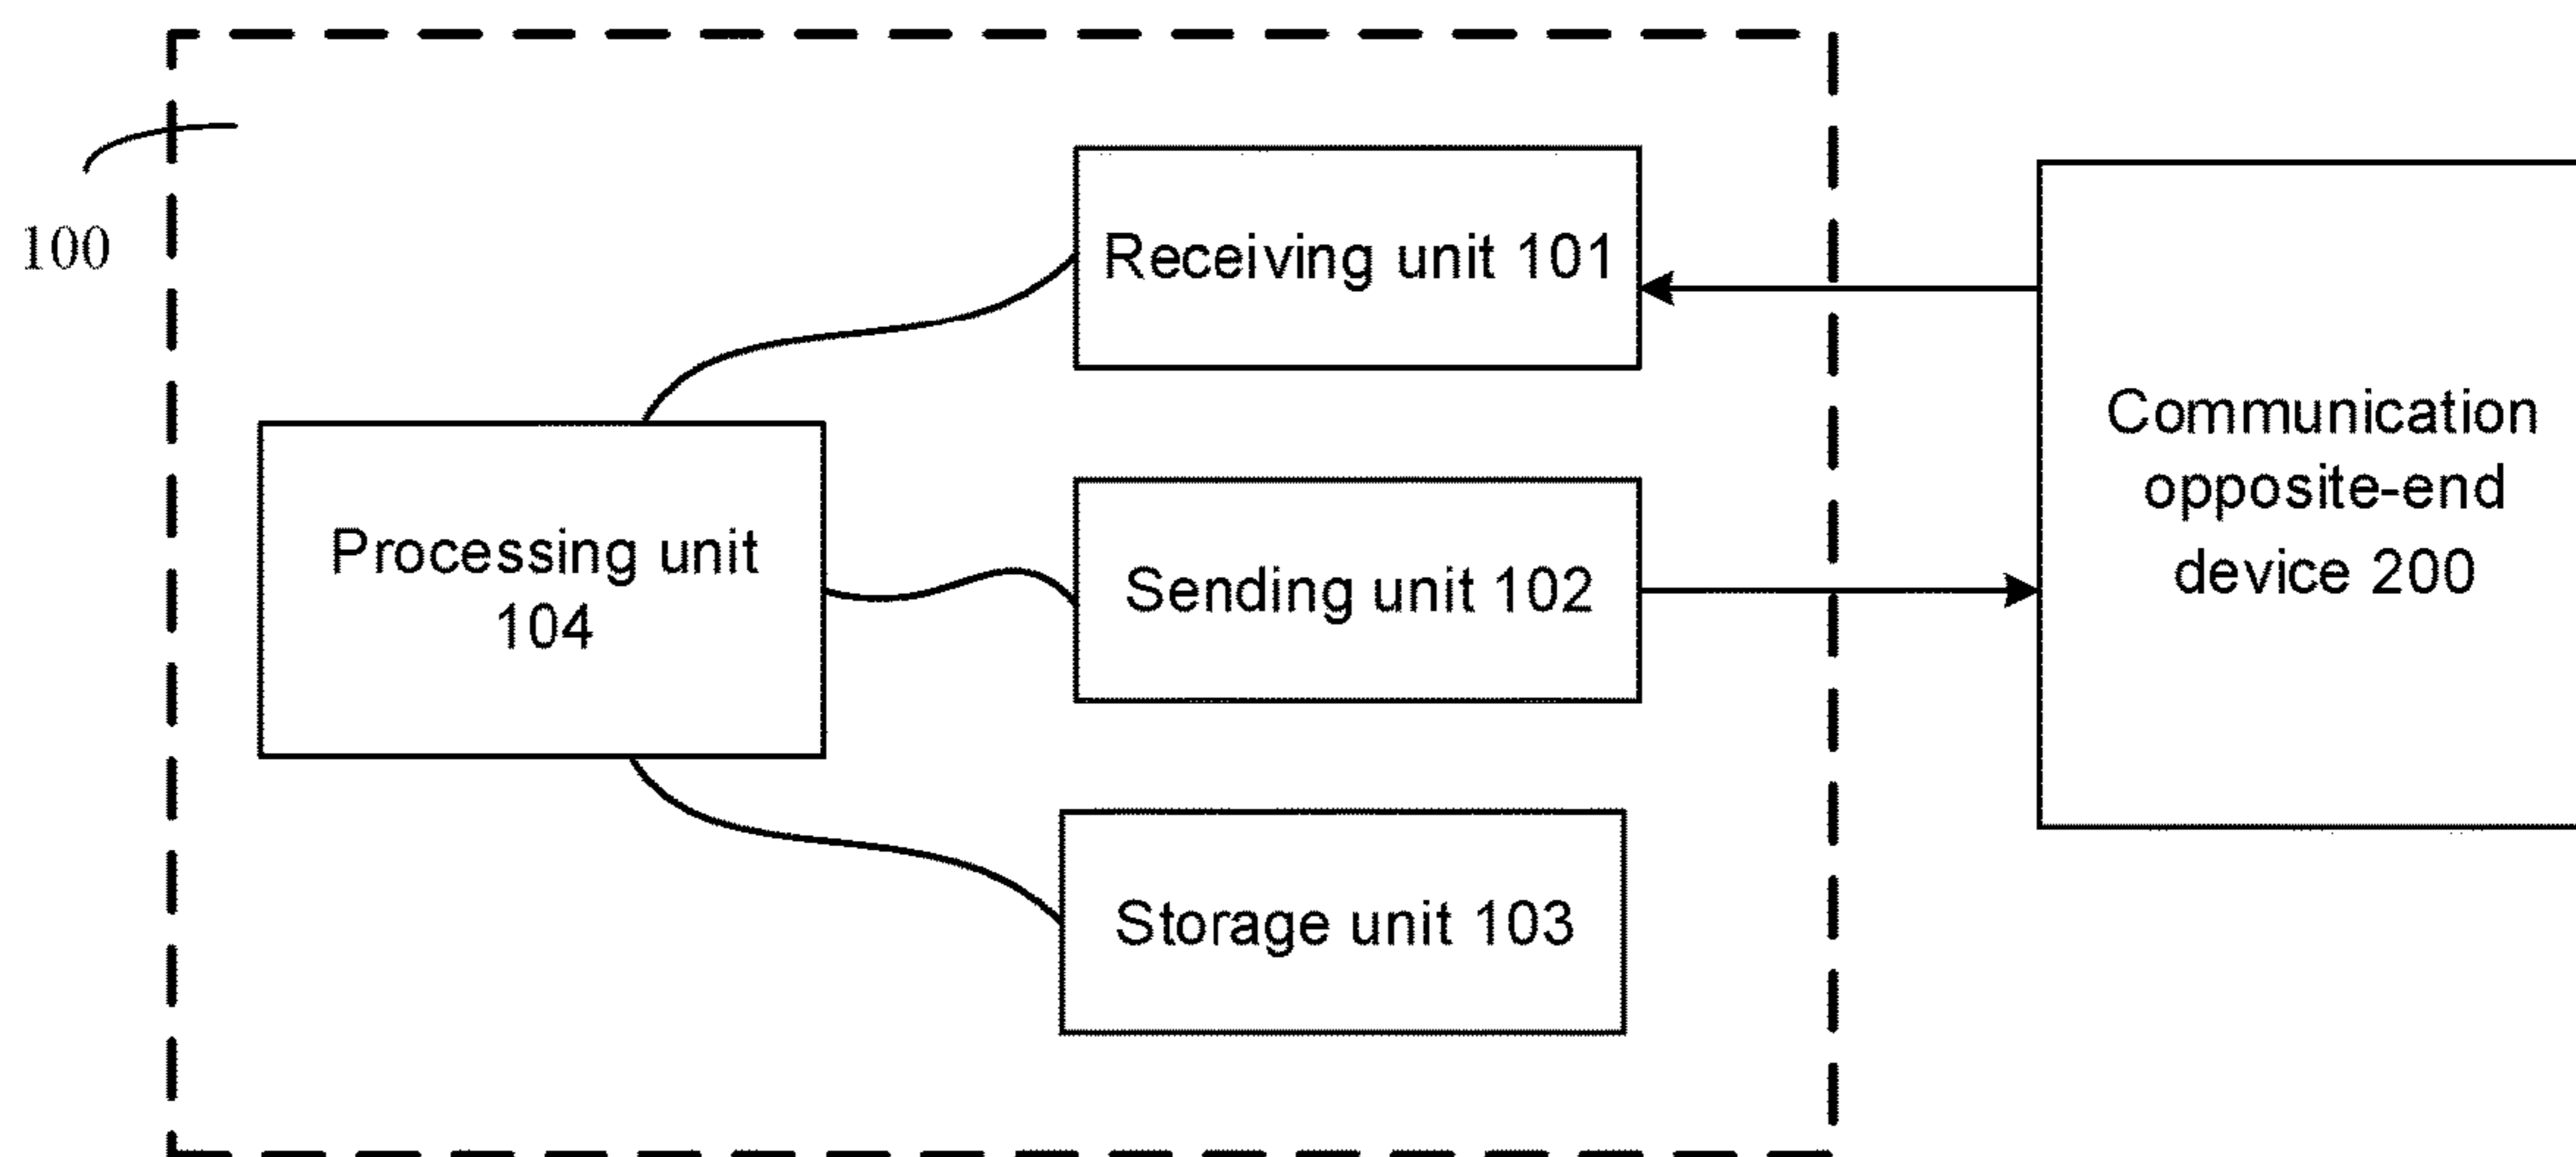 100
Receiving unit 101
Processing unit
104
Sending unit 102
Storage unit 103
Communication
opposite-end
device 200